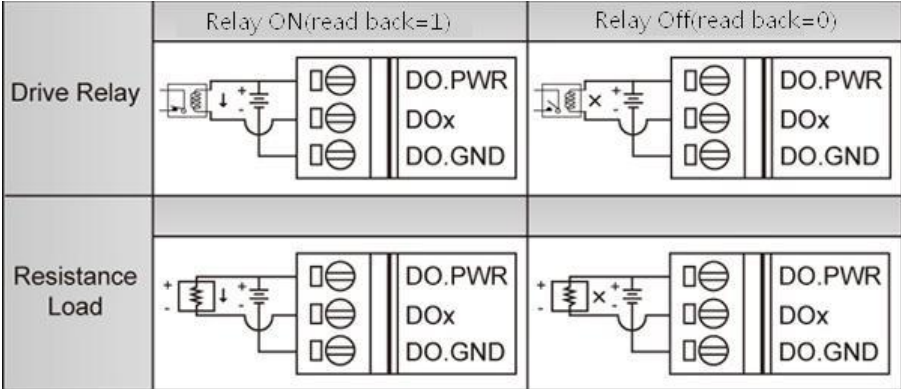 Relay ON(read back=1)
Relay Off(read back=0)
Drive Relay
+
-
DO.PWR
DOx
DO.GND
×
+
-
DO.PWR
DOx
DO.GND
Resistance
Load
+
-
+
-
DO.PWR
DOx
DO.GND
+
-
×
+
-
DO.PWR
DOx
DO.GND